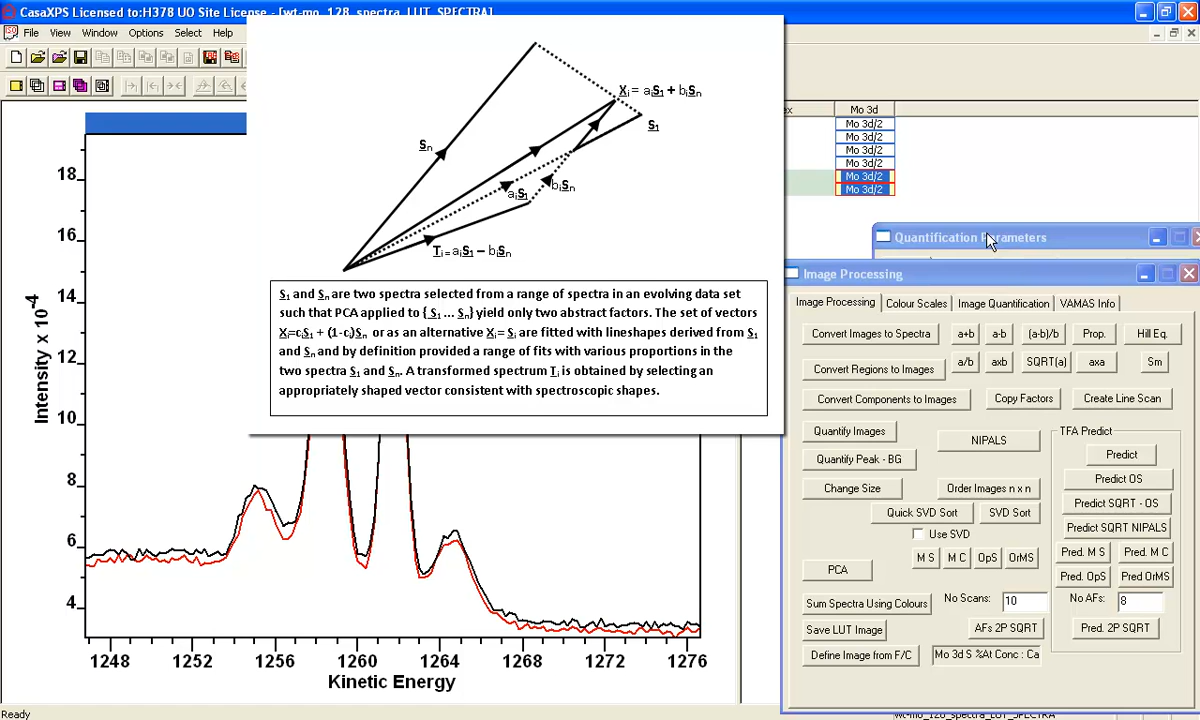 CasaXPS Licensed to:H378 UO Site License - [wt-mo_128_spectra_LUT_SPECTRA]
File View Window Options Select Help
Mo 3d
Mo 3d/2
Mo 3d/2
Mo 3d/2
Mo 3d/2
Mo 3d/2
Mo 3d/2
Xi = aiS1 + biSn
S1
Sn
aiS1
biSn
Ti = aiS1 – biSn
S1 and Sn are two spectra selected from a range of spectra in an evolving data set
such that PCA applied to { S1 ... Sn} yield only two abstract factors. The set of vectors
Xi=ciS1 + (1-ci)Sn or as an alternative Xi= Si are fitted with lineshapes derived from S1
and Sn and by definition provided a range of fits with various proportions in the
two spectra S1 and Sn. A transformed spectrum Ti is obtained by selecting an
appropriately shaped vector consistent with spectroscopic shapes.
Quantification Parameters
Image Processing
Image Processing Colour Scales Image Quantification VAMAS Info
Convert Images to Spectra a+b a-b (a-b)/b Prop. Hill Eq.
Convert Regions to Images a/b axb SQRT(a) axa Sm
Convert Components to Images Copy Factors Create Line Scan
Quantify Images NIPALS TFA Predict
Quantify Peak - BG Predict
Change Size Order Images n x n Predict OS
Quick SVD Sort SVD Sort Predict SQRT - OS
Use SVD Predict SQRT NIPALS
PCA M S M C OpS OrMS Pred. M S Pred. M C
Pred. OpS Pred OrMS
Sum Spectra Using Colours No Scans: 10 No AFs: 8
Save LUT Image AFs 2P SQRT Pred. 2P SQRT
Define Image from F/C Mo 3d S %At Conc : Ca
Intensity x 10^-4
18
16
14
12
10
8
6
4
1248 1252 1256 1260 1264 1268 1272 1276
Kinetic Energy
Ready